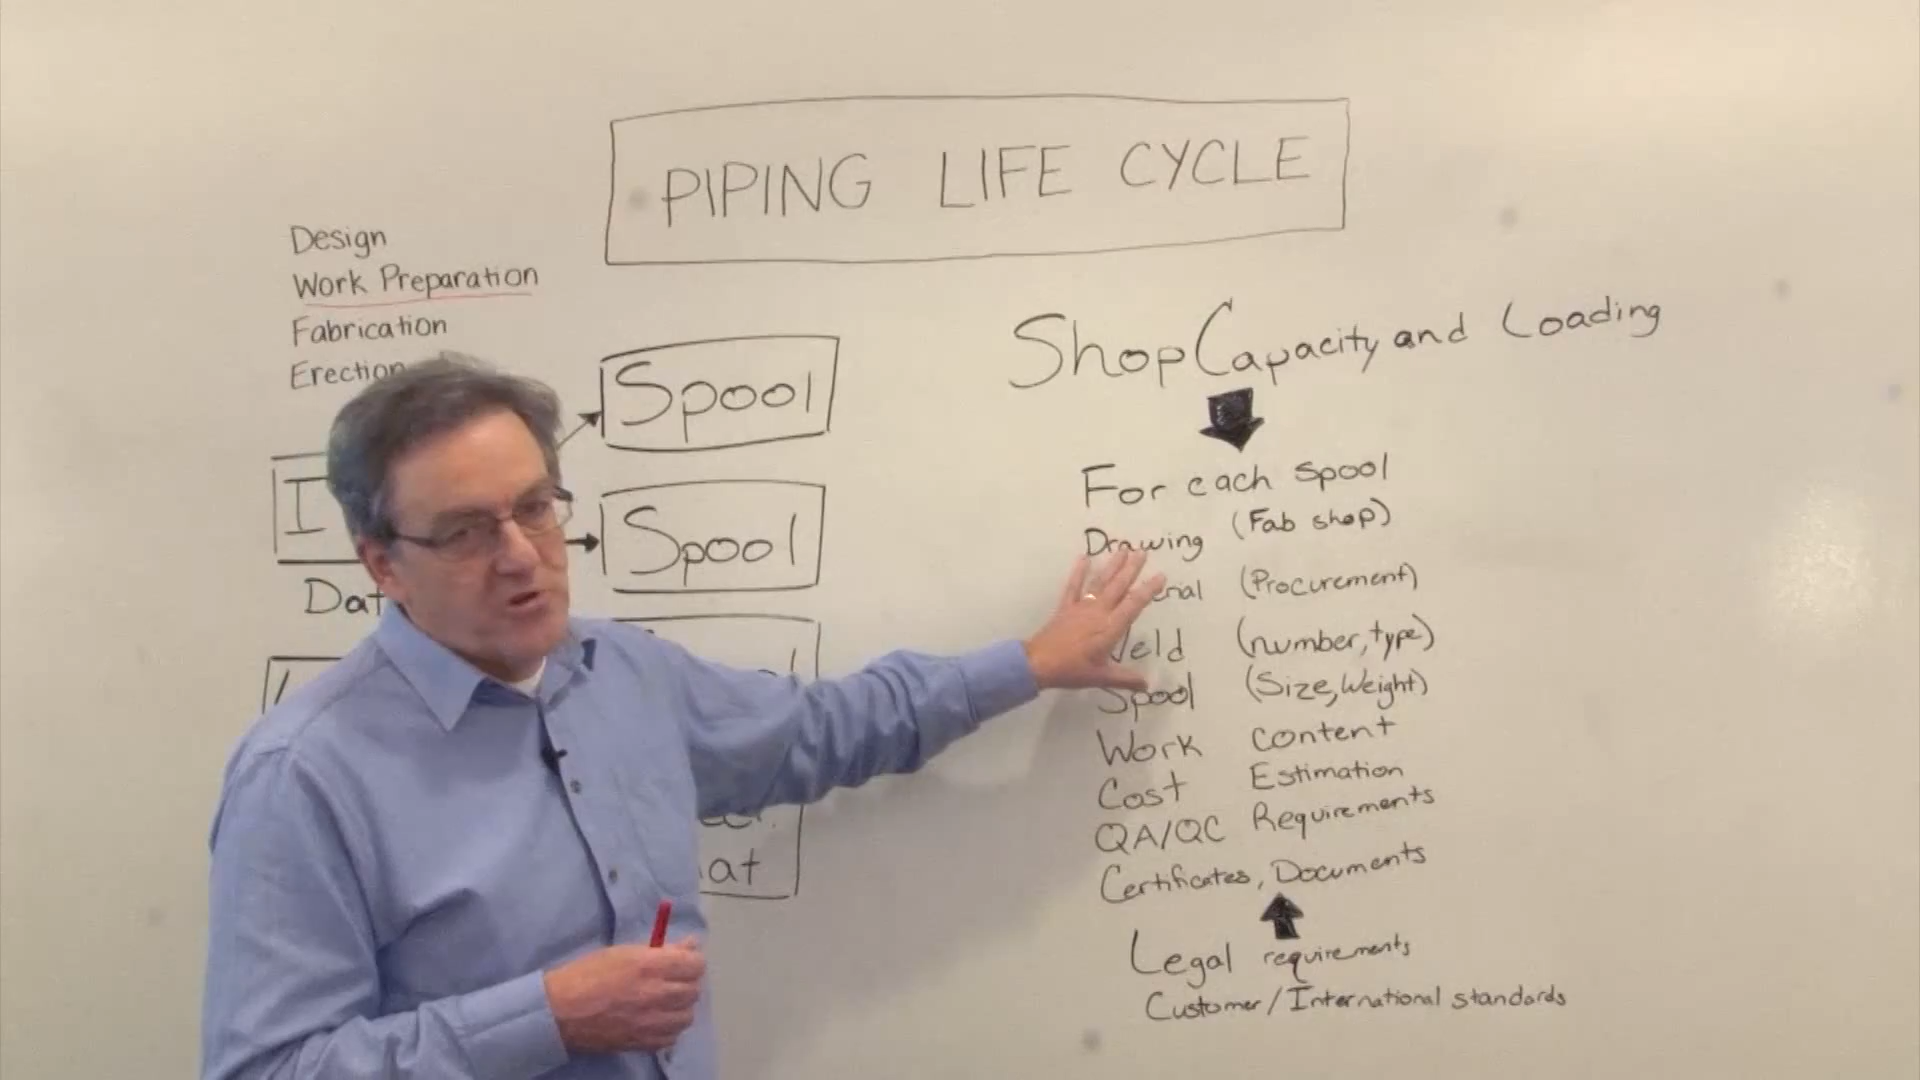 PIPING LIFE CYCLE
Design
Work Preparation
Fabrication
Erection
Spool
Spool
Shop Capacity and Loading
For each spool
Drawing (Fab shop)
(Procurement)
(number, type)
Spool (Size, Weight)
Work Content
Cost Estimation
QA/QC Requirements
Certificates, Documents
Legal requirements
Customer/International standards